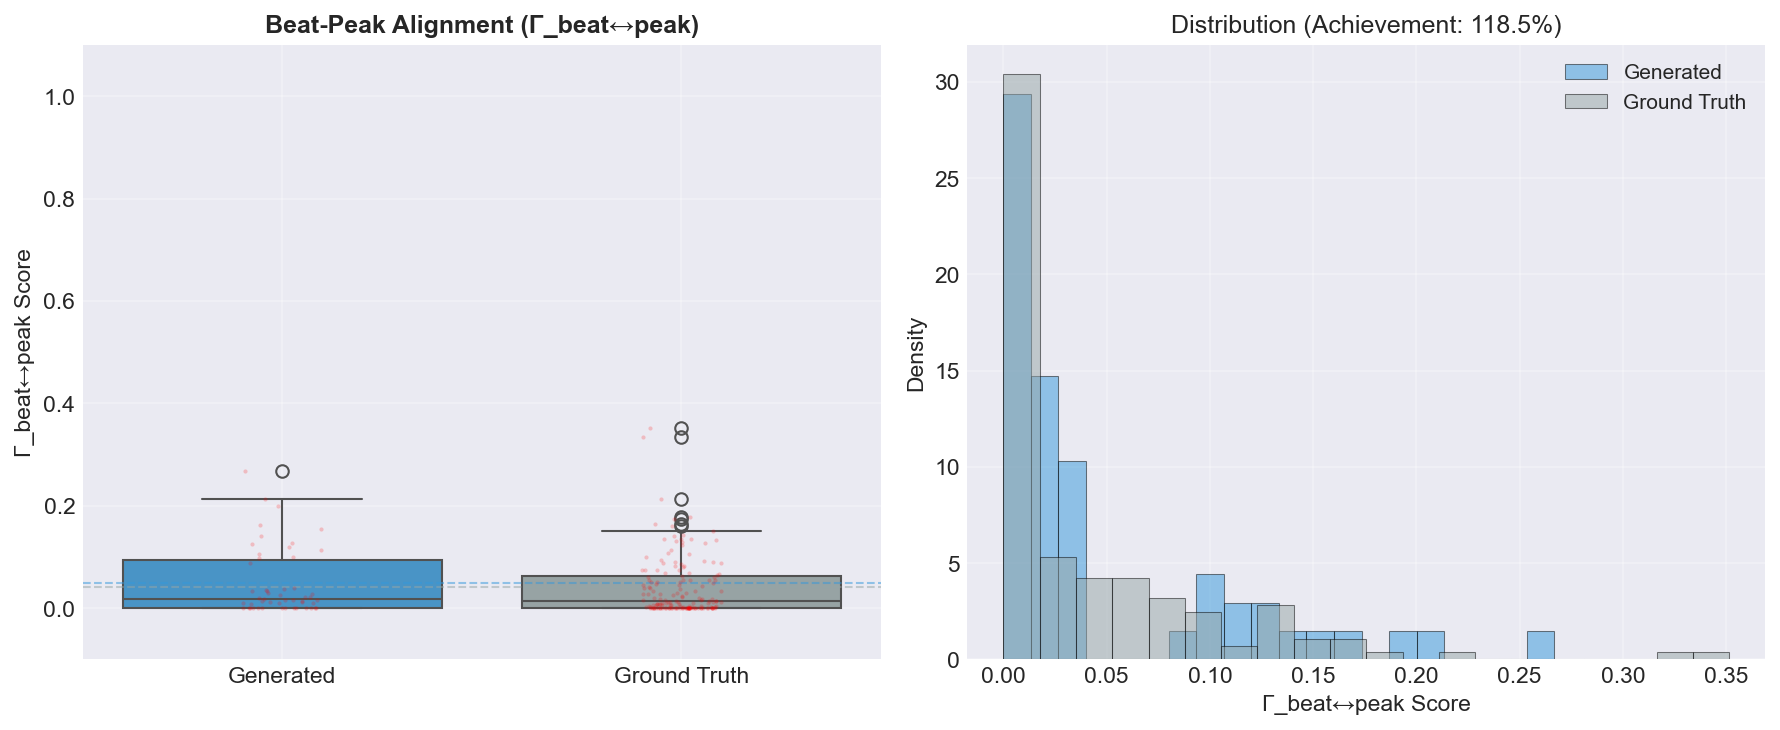 Beat-Peak Alignment (Γ_beat↔peak)
Γ_beat↔peak Score
1.0
0.8
0.6
0.4
0.2
0.0
Generated
Ground Truth
Distribution (Achievement: 118.5%)
Generated
Ground Truth
Density
30
25
20
15
10
5
0
0.00
0.05
0.10
0.15
0.20
0.25
0.30
0.35
Γ_beat↔peak Score